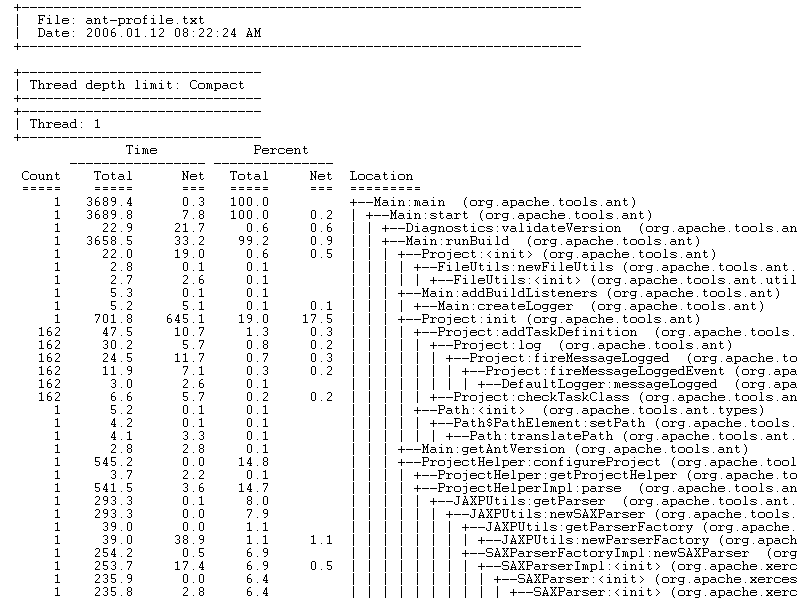 +----------------------------------------------------------------------
|  File: ant-profile.txt
|  Date: 2006.01.12 08:22:24 AM
+----------------------------------------------------------------------
+------------------------------
| Thread depth limit: Compact
+------------------------------
+------------------------------
| Thread: 1
+------------------------------
Time Percent
----------------- ---------------
Count Total Net Total Net Location
===== ===== === ===== === =========
1 3689.4 0.3 100.0 +--Main:main (org.apache.tools.ant)
1 3689.8 7.8 100.0 0.2 | +--Main:start (org.apache.tools.ant)
1 22.9 21.7 0.6 0.6 | | +--Diagnostics:validateVersion (org.apache.tools.an
1 3658.5 33.2 99.2 0.9 | | +--Main:runBuild (org.apache.tools.ant)
1 22.0 19.0 0.6 0.5 | | | +--Project:<init> (org.apache.tools.ant)
1 2.8 0.1 0.1 | | | | +--FileUtils:newFileUtils (org.apache.tools.ant.
1 2.7 2.6 0.1 | | | | | +--FileUtils:<init> (org.apache.tools.ant.util
1 5.3 0.1 0.1 | | | +--Main:addBuildListeners (org.apache.tools.ant)
1 5.2 5.1 0.1 0.1 | | | | +--Main:createLogger (org.apache.tools.ant)
1 701.8 645.1 19.0 17.5 | | | +--Project:init (org.apache.tools.ant)
162 47.5 10.7 1.3 0.3 | | | | +--Project:addTaskDefinition (org.apache.tools.
162 30.2 5.7 0.8 0.2 | | | | | +--Project:log (org.apache.tools.ant)
162 24.5 11.7 0.7 0.3 | | | | | | +--Project:fireMessageLogged (org.apache.to
162 11.9 7.1 0.3 0.2 | | | | | | | +--Project:fireMessageLoggedEvent (org.apa
162 3.0 2.6 0.1 | | | | | | | | +--DefaultLogger:messageLogged (org.apa
162 6.6 5.7 0.2 0.2 | | | | | +--Project:checkTaskClass (org.apache.tools.an
1 5.2 0.1 0.1 | | | | +--Path:<init> (org.apache.tools.ant.types)
1 4.2 0.1 0.1 | | | | | +--Path$PathElement:setPath (org.apache.tools.
1 4.1 3.3 0.1 | | | | | | +--Path:translatePath (org.apache.tools.ant.
1 2.8 2.8 0.1 | | | +--Main:getAntVersion (org.apache.tools.ant)
1 545.2 0.0 14.8 | | | +--ProjectHelper:configureProject (org.apache.tool
1 3.7 2.2 0.1 | | | | +--ProjectHelper:getProjectHelper (org.apache.to
1 541.5 3.6 14.7 | | | | +--ProjectHelperImpl:parse (org.apache.tools.an
1 293.3 0.1 8.0 | | | | | +--JAXPUtils:getParser (org.apache.tools.ant.
1 293.3 0.0 7.9 | | | | | | +--JAXPUtils:newSAXParser (org.apache.tools.
1 39.0 0.0 1.1 | | | | | | | +--JAXPUtils:getParserFactory (org.apache.
1 39.0 38.9 1.1 1.1 | | | | | | | | +--JAXPUtils:newParserFactory (org.apach
1 254.2 0.5 6.9 | | | | | | | +--SAXParserFactoryImpl:newSAXParser (org
1 253.7 17.4 6.9 0.5 | | | | | | | | +--SAXParserImpl:<init> (org.apache.xerc
1 235.9 0.0 6.4 | | | | | | | | | +--SAXParser:<init> (org.apache.xerces
1 235.8 2.8 6.4 | | | | | | | | | | +--SAXParser:<init> (org.apache.xerc